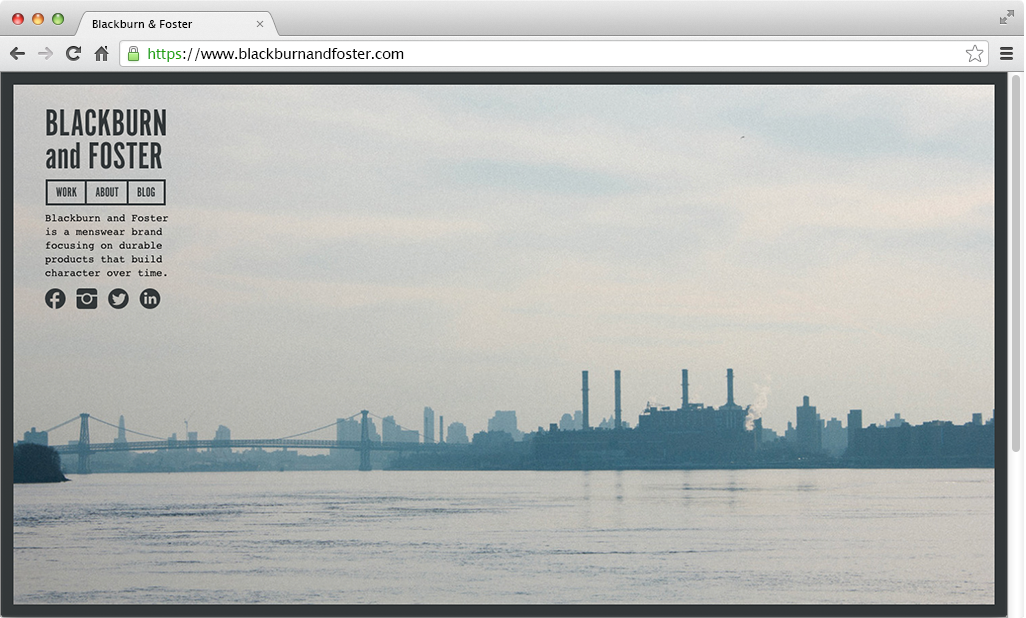 Blackburn & Foster
https://www.blackburnandfoster.com
BLACKBURN
and FOSTER
WORK ABOUT BLOG
Blackburn and Foster
is a menswear brand
focusing on durable
products that build
character over time.
in